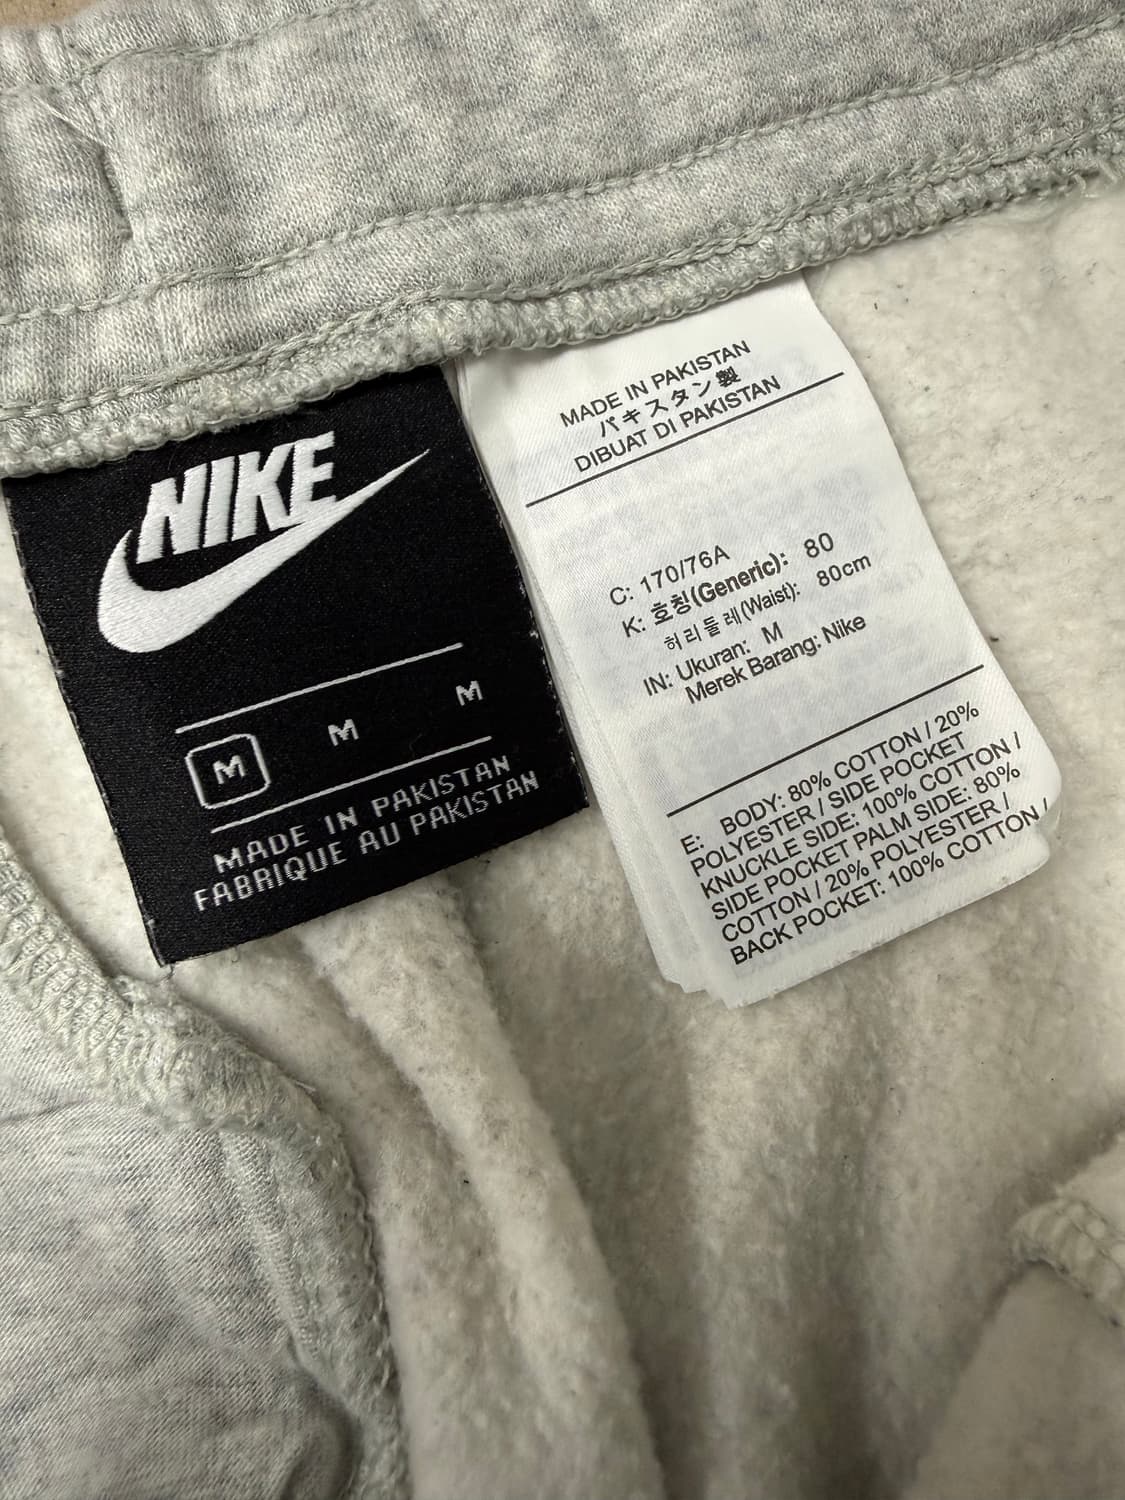 NIKE
M M M
MADE IN PAKISTAN
FABRIQUE AU PAKISTAN
MADE IN PAKISTAN
パキスタン製
DIBUAT DI PAKISTAN
C: 170/76A
K: 호칭(Generic): 80
허리둘레(Waist): 80cm
IN: Ukuran: M
Merek Barang: Nike
E: BODY: 80% COTTON / 20%
POLYESTER / SIDE POCKET
KNUCKLE SIDE: 100% COTTON /
SIDE POCKET PALM SIDE: 80%
COTTON / 20% POLYESTER /
BACK POCKET: 100% COTTON /